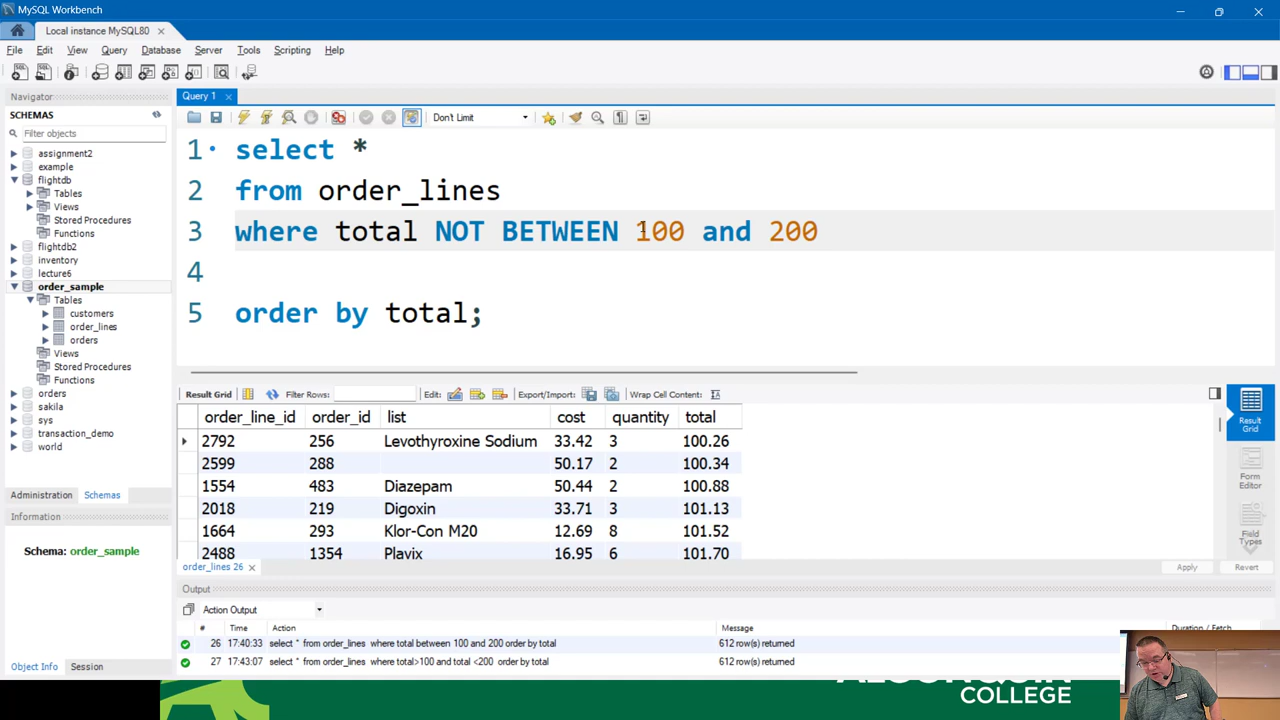 MySQL Workbench
Local instance MySQL80
File Edit View Query Database Server Tools Scripting Help
Navigator
SCHEMAS
Filter objects
assignment2
example
flightdb
Tables
Views
Stored Procedures
Functions
flightdb2
inventory
lecture6
order_sample
Tables
customers
order_lines
orders
Views
Stored Procedures
Functions
orders
sakila
sys
transaction_demo
world
Administration Schemas
Information
Schema: order_sample
Object Info Session
Query 1
Don't Limit
1 select *
2 from order_lines
3 where total NOT BETWEEN 100 and 200
4
5 order by total;
Result Grid Filter Rows: Edit: Export/Import: Wrap Cell Content:
order_line_id order_id list cost quantity total
2792 256 Levothyroxine Sodium 33.42 3 100.26
2599 288 50.17 2 100.34
1554 483 Diazepam 50.44 2 100.88
2018 219 Digoxin 33.71 3 101.13
1664 293 Klor-Con M20 12.69 8 101.52
2488 1354 Plavix 16.95 6 101.70
Result Grid
Form Editor
Field Types
order_lines 26
Apply Revert
Output
Action Output
# Time Action Message Duration / Fetch
26 17:40:33 select * from order_lines where total between 100 and 200 order by total 612 row(s) returned
27 17:43:07 select * from order_lines where total>100 and total <200 order by total 612 row(s) returned
COLLEGE